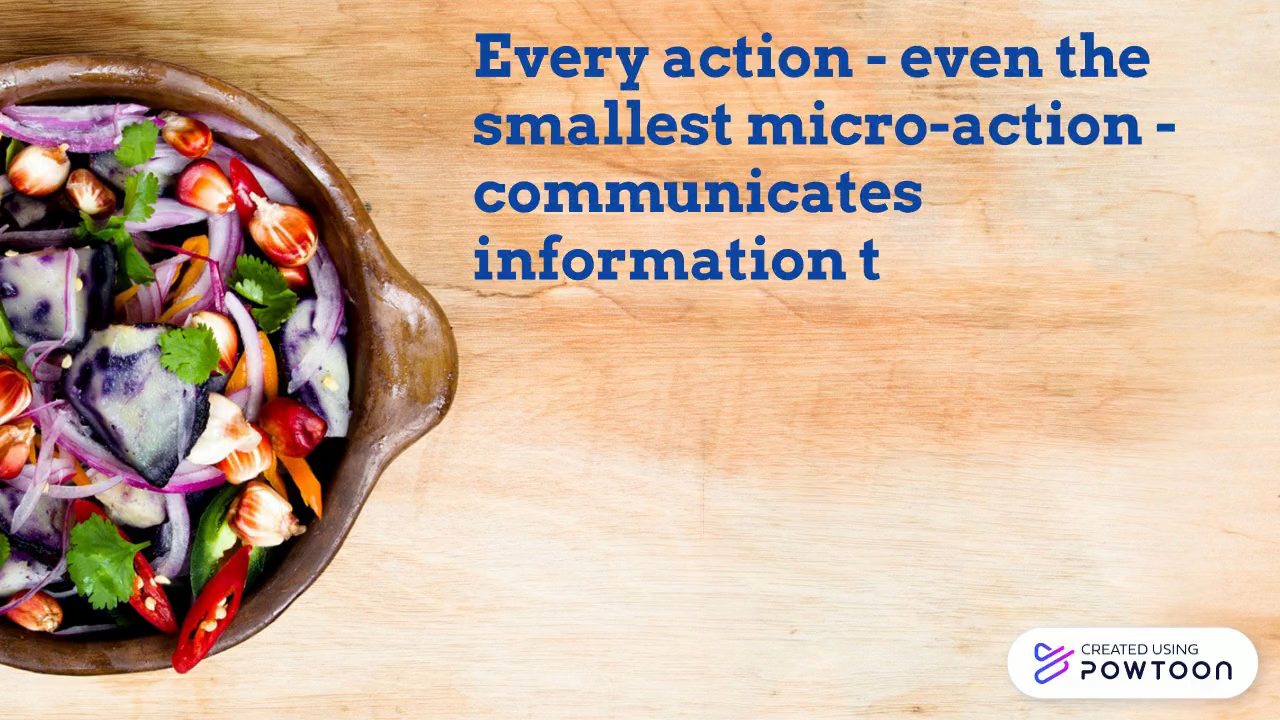 Every action - even the
smallest micro-action -
communicates
information t
CREATED USING
POWTOON